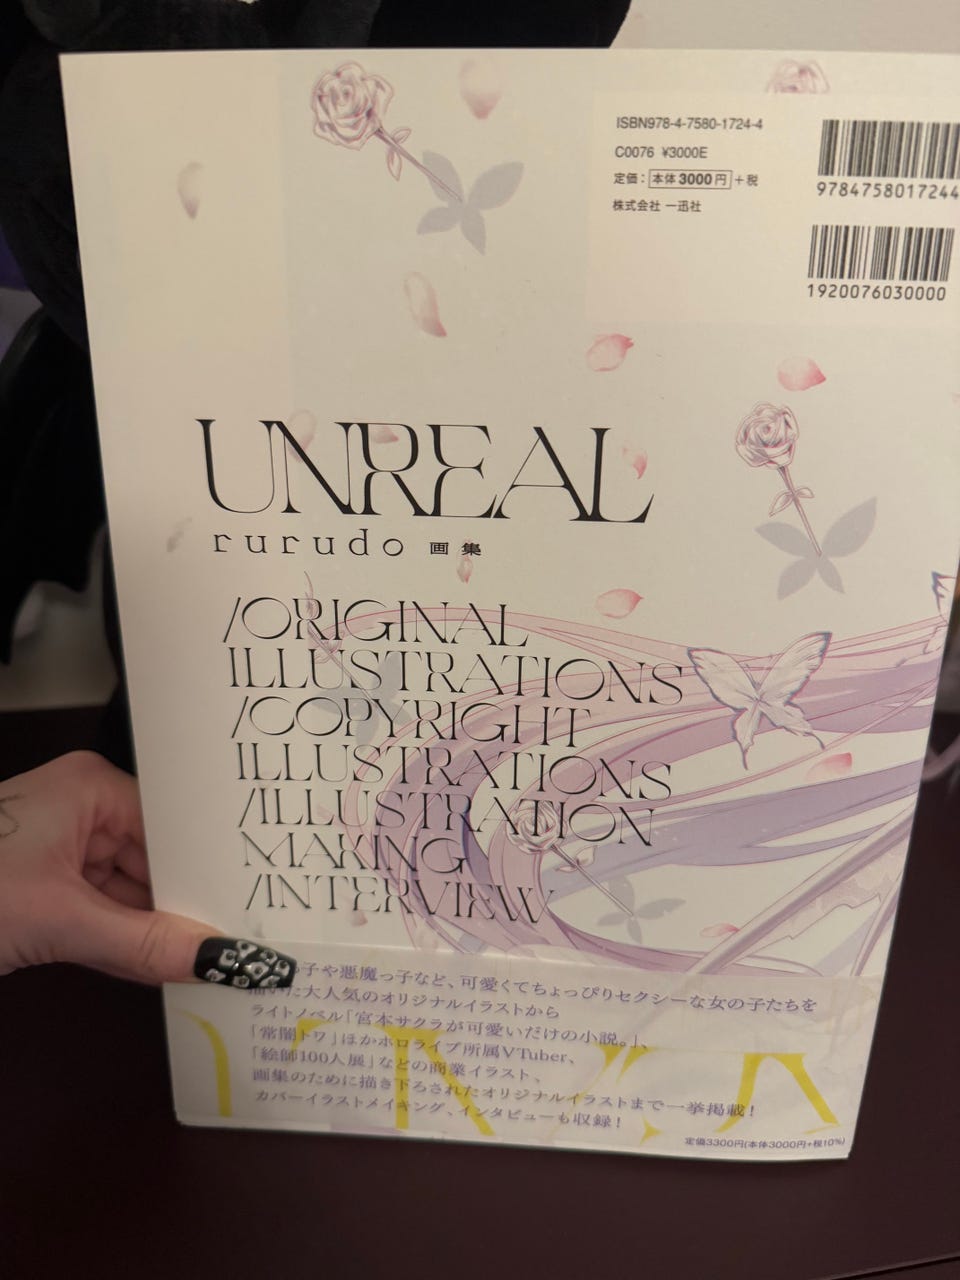 ISBN978-4-7580-1724-4
C0076 ¥3000E
定価：本体3000円＋税
株式会社 一迅社
9784758017244
1920076030000
UNREAL
rurudo 画集
/ORIGINAL
ILLUSTRATIONS
/COPYRIGHT
ILLUSTRATIONS
/ILLUSTRATION
MAKING
/INTERVIEW
っ子や悪魔っ子など、可愛くてちょっぴりセクシーな女の子たちを
描いた大人気のオリジナルイラストから
ライトノベル「宮本サクラが可愛いだけの小説。」、
「常闇トワ」ほかホロライブ所属VTuber、
「絵師100人展」などの商業イラスト、
画集のために描き下ろされたオリジナルイラストまで一挙掲載！
カバーイラストメイキング、インタビューも収録！
定価3300円(本体3000円+税10%)